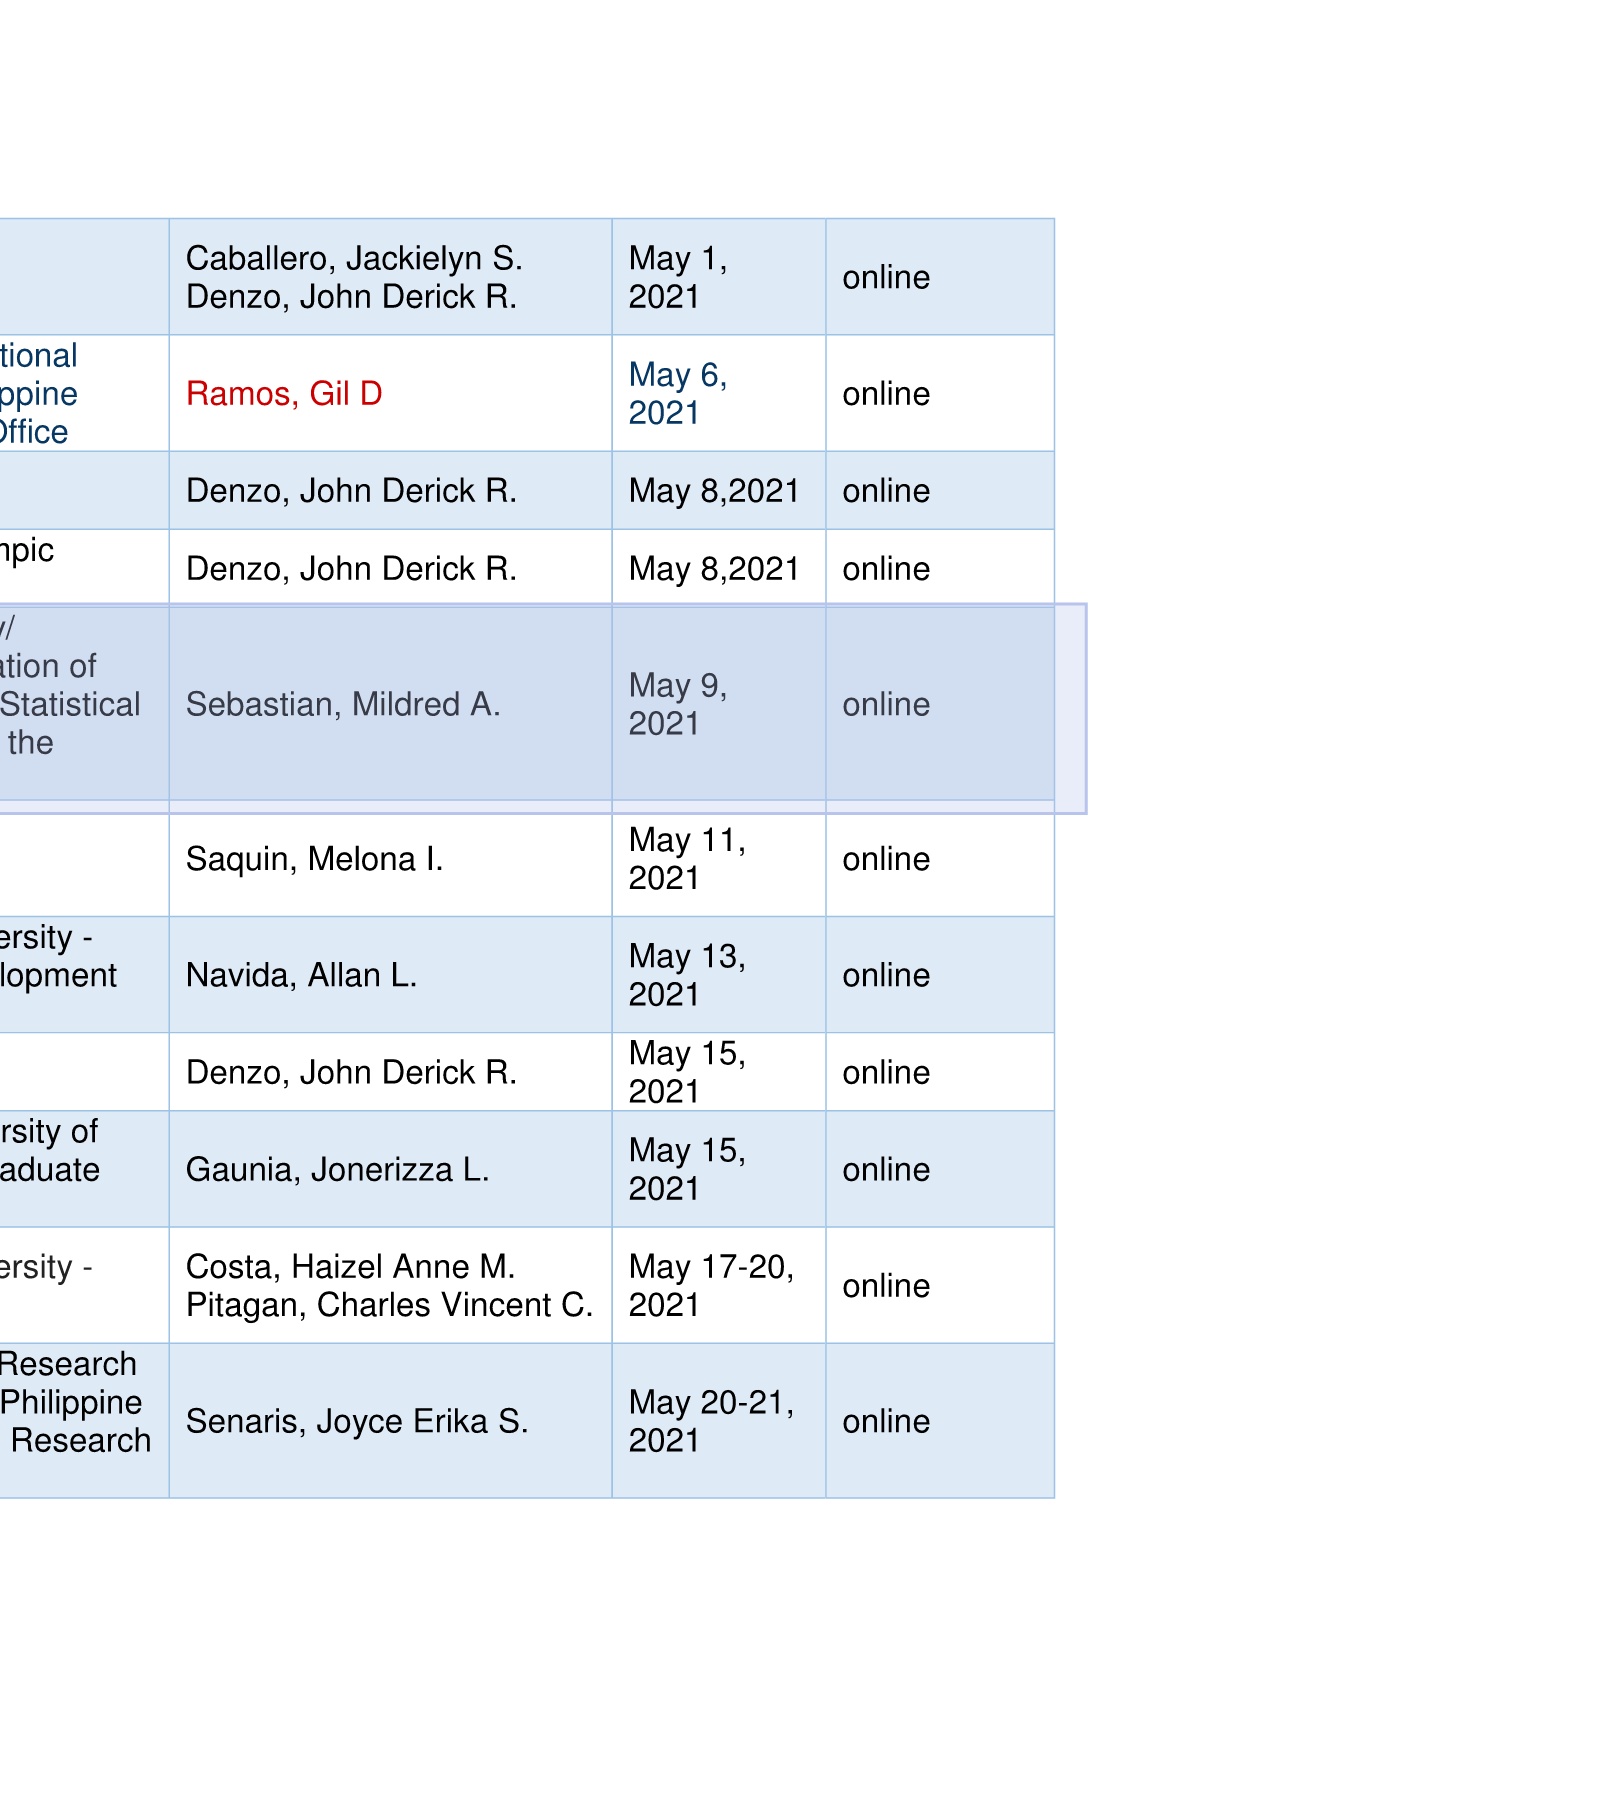 Caballero, Jackielyn S.
Denzo, John Derick R.
May 1,
2021
online
tional
ppine
Office
Ramos, Gil D
May 6,
2021
online
Denzo, John Derick R.
May 8,2021
online
mpic
Denzo, John Derick R.
May 8,2021
online
y/
ation of
Statistical
the
Sebastian, Mildred A.
May 9,
2021
online
Saquin, Melona I.
May 11,
2021
online
ersity -
lopment
Navida, Allan L.
May 13,
2021
online
Denzo, John Derick R.
May 15,
2021
online
rsity of
aduate
Gaunia, Jonerizza L.
May 15,
2021
online
ersity -
Costa, Haizel Anne M.
Pitagan, Charles Vincent C.
May 17-20,
2021
online
Research
Philippine
Research
Senaris, Joyce Erika S.
May 20-21,
2021
online